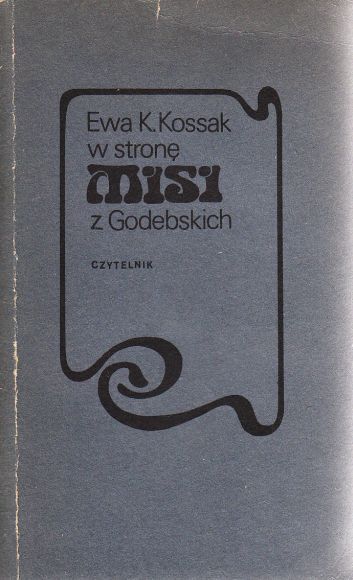 Ewa K. Kossak
w stronę
MISI
z Godebskich
CZYTELNIK